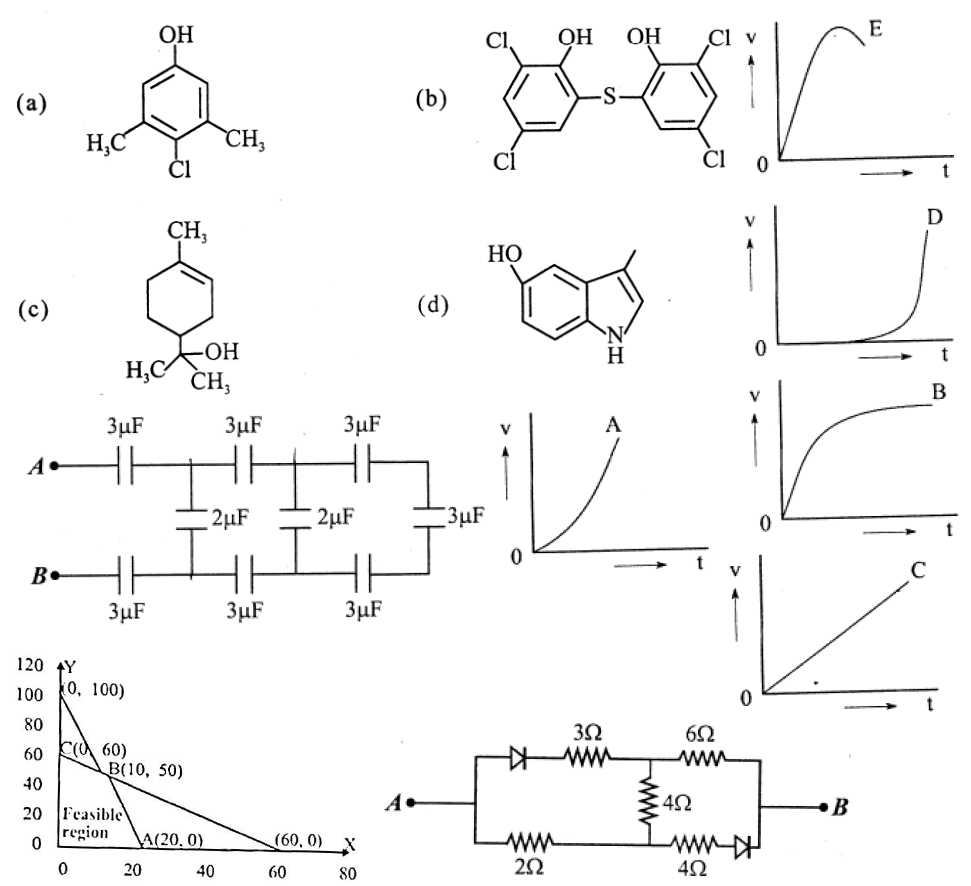 (a)
OH
H₃C
CH₃
Cl
(b)
Cl
OH
OH
Cl
S
Cl
Cl
v
E
0
t
(c)
CH₃
OH
H₃C
CH₃
(d)
HO
N
H
v
D
0
t
3μF
3μF
3μF
A
2μF
2μF
3μF
B
3μF
3μF
3μF
v
A
0
t
v
B
0
t
v
C
0
t
120
Y
100
(0, 100)
80
60
C(0, 60)
40
B(10, 50)
20
Feasible
region
0
A(20, 0)
(60, 0)
X
0
20
40
60
80
3Ω
6Ω
A
4Ω
B
2Ω
4Ω